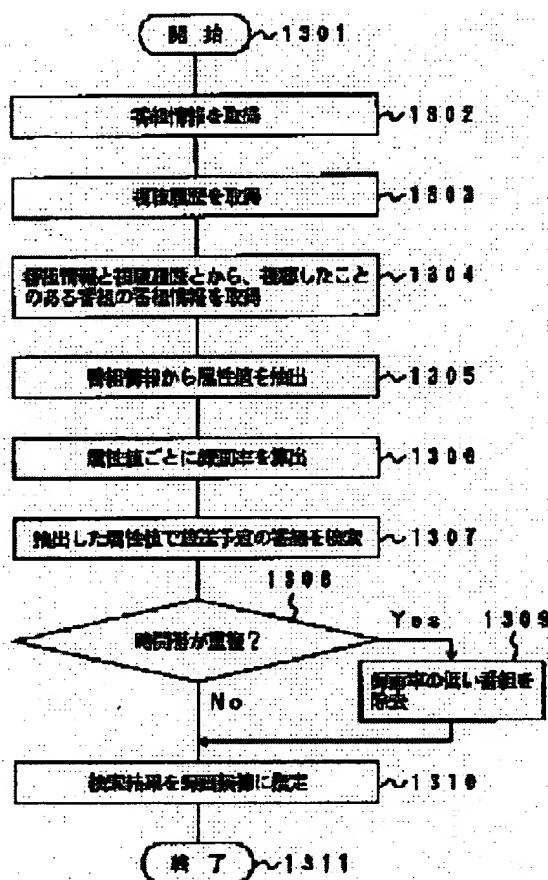 開 始 ～1301
番組情報を取得 ～1302
視聴履歴を取得 ～1303
番組情報と視聴履歴とから、視聴したこと
のある番組の番組情報を取得 ～1304
番組情報から属性値を抽出 ～1305
属性値ごとに録画率を算出 ～1306
抽出した属性値で放送予定の番組を検索 ～1307
1308
時間帯が重複？
Yes 1309
録画率の低い番組を
除去
No
検索結果を録画候補に設定 ～1310
終 了 ～1311